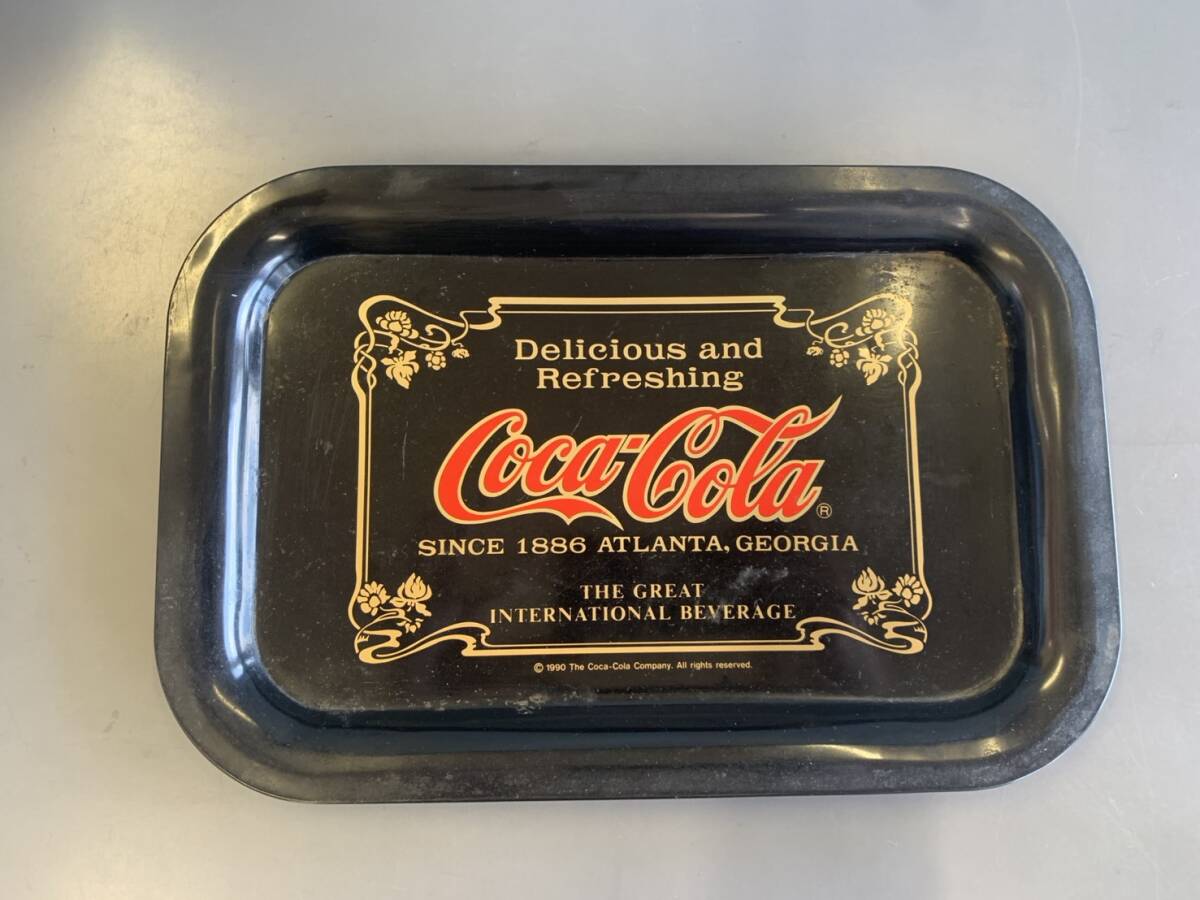 Delicious and
Refreshing
Coca-Cola®
SINCE 1886 ATLANTA, GEORGIA
THE GREAT
INTERNATIONAL BEVERAGE
© 1990 The Coca-Cola Company. All rights reserved.